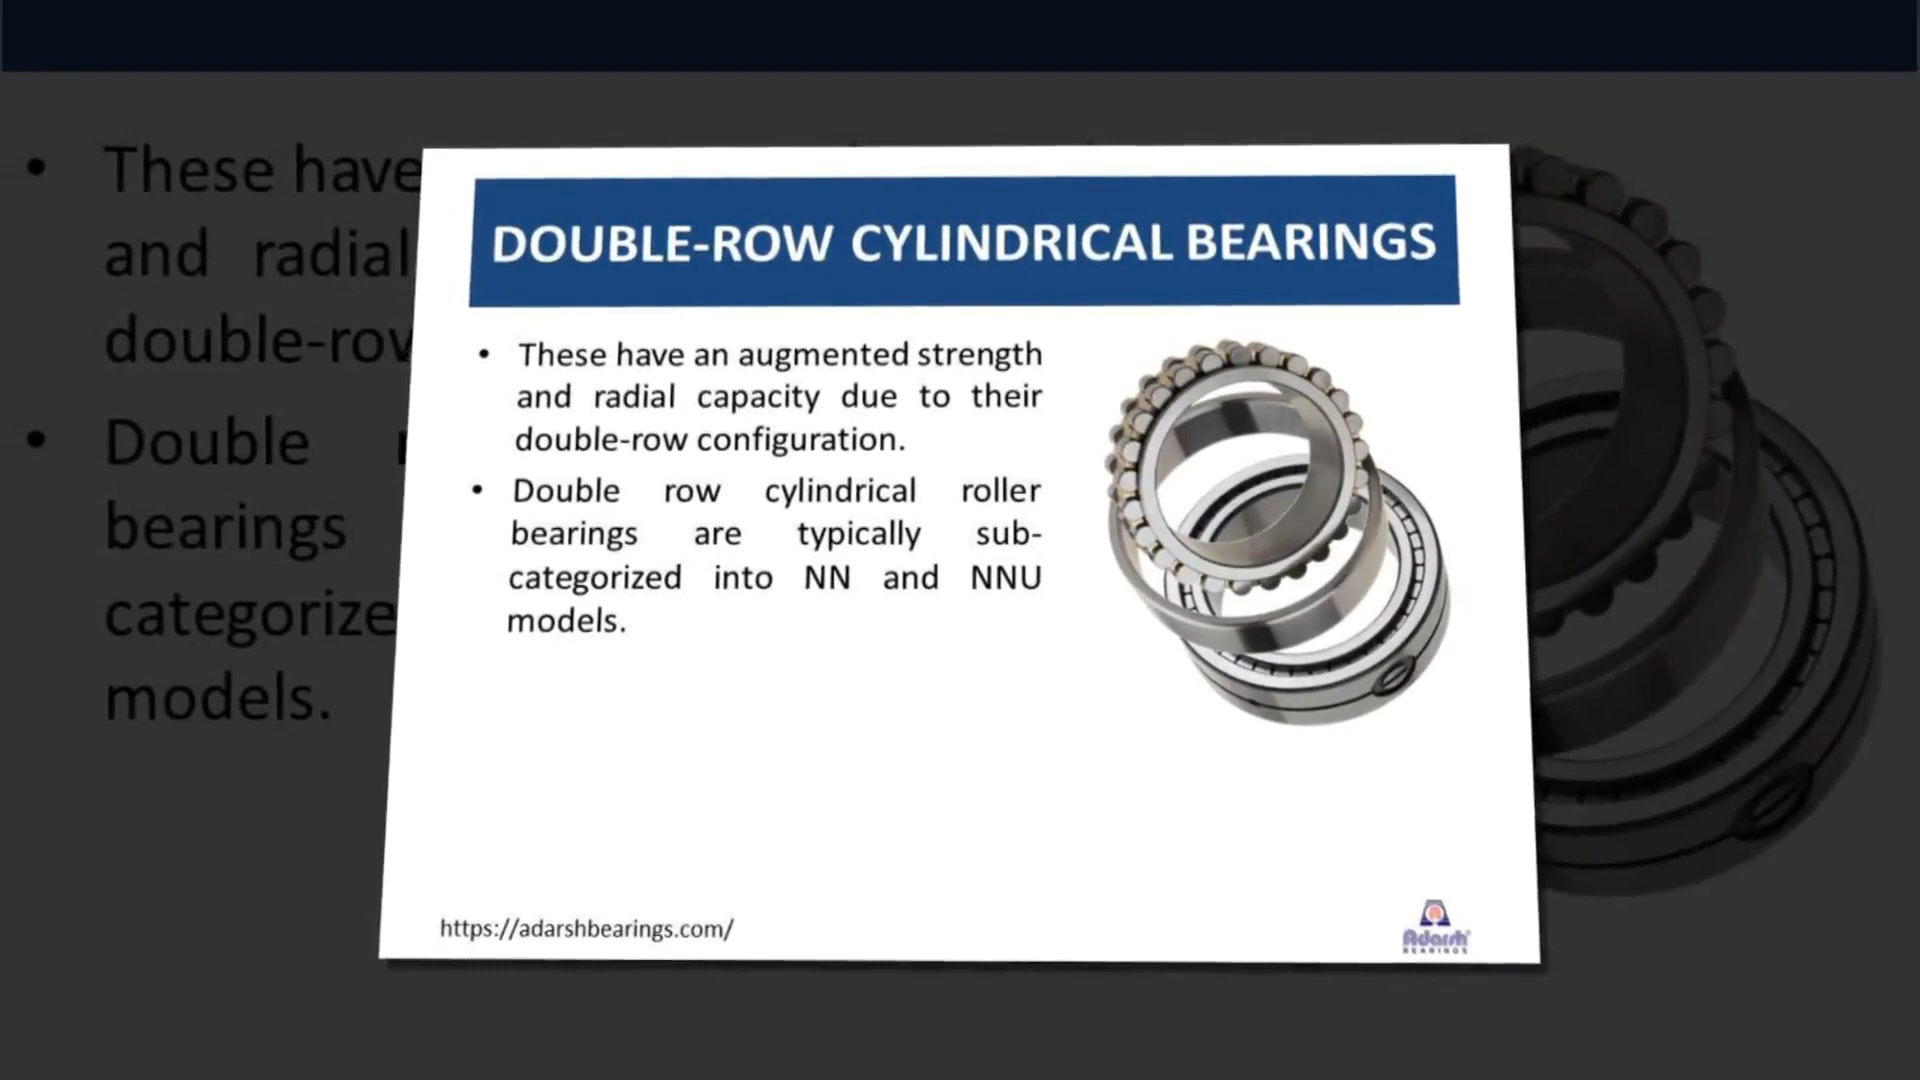 DOUBLE-ROW CYLINDRICAL BEARINGS
• These have an augmented strength
and radial capacity due to their
double-row configuration.
• Double row cylindrical roller
bearings are typically sub-
categorized into NN and NNU
models.
https://adarshbearings.com/
Adarsh®
BEARINGS
• These have
and radial
double-row
• Double
bearings
categorize
models.